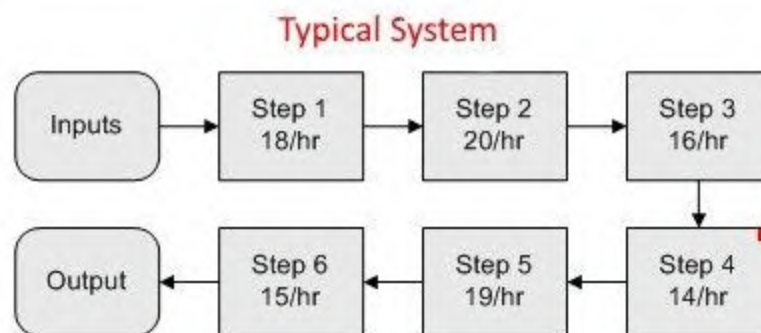 Typical System
Inputs
Step 1
18/hr
Step 2
20/hr
Step 3
16/hr
Step 4
14/hr
Step 5
19/hr
Step 6
15/hr
Output